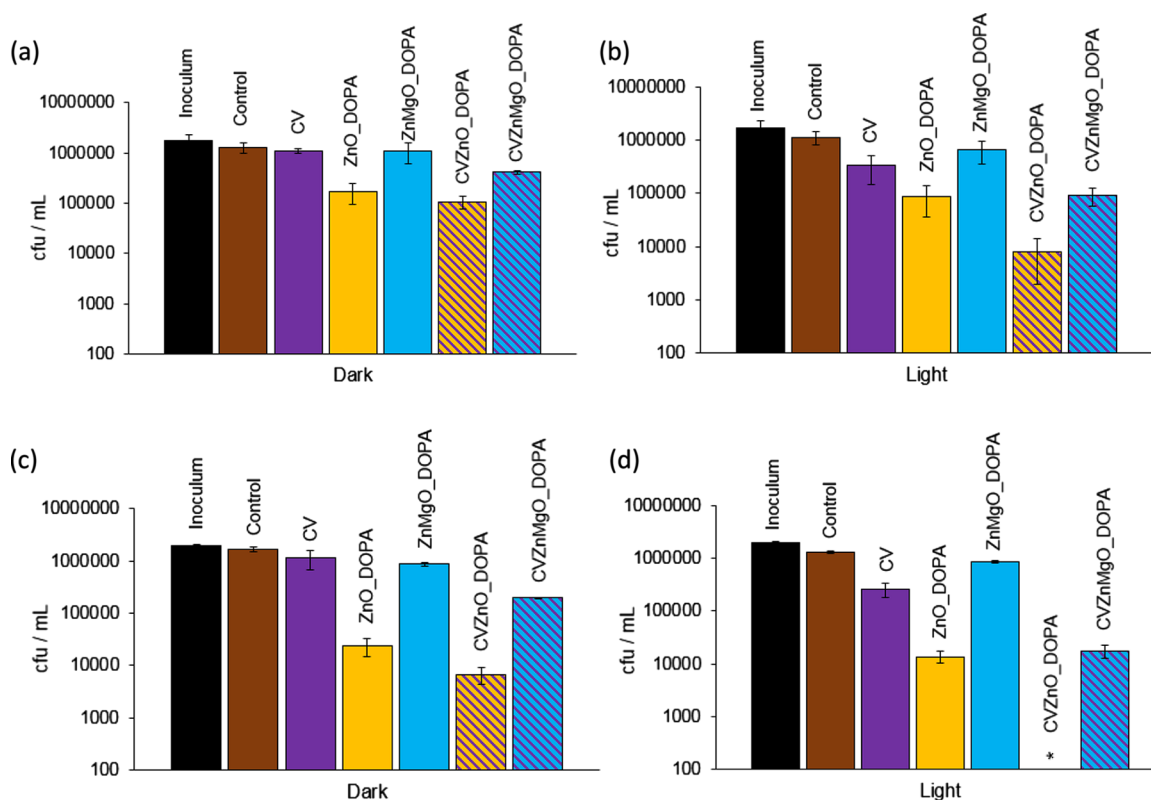 (a)
Inoculum
Control
CV
ZnO_DOPA
ZnMgO_DOPA
CVZnO_DOPA
CVZnMgO_DOPA
10000000
1000000
100000
10000
1000
100
cfu / mL
Dark
(b)
Inoculum
Control
CV
ZnO_DOPA
ZnMgO_DOPA
CVZnO_DOPA
CVZnMgO_DOPA
10000000
1000000
100000
10000
1000
100
cfu / mL
Light
(c)
Inoculum
Control
CV
ZnO_DOPA
ZnMgO_DOPA
CVZnO_DOPA
CVZnMgO_DOPA
10000000
1000000
100000
10000
1000
100
cfu / mL
Dark
(d)
Inoculum
Control
CV
ZnO_DOPA
ZnMgO_DOPA
* CVZnO_DOPA
CVZnMgO_DOPA
10000000
1000000
100000
10000
1000
100
cfu / mL
Light